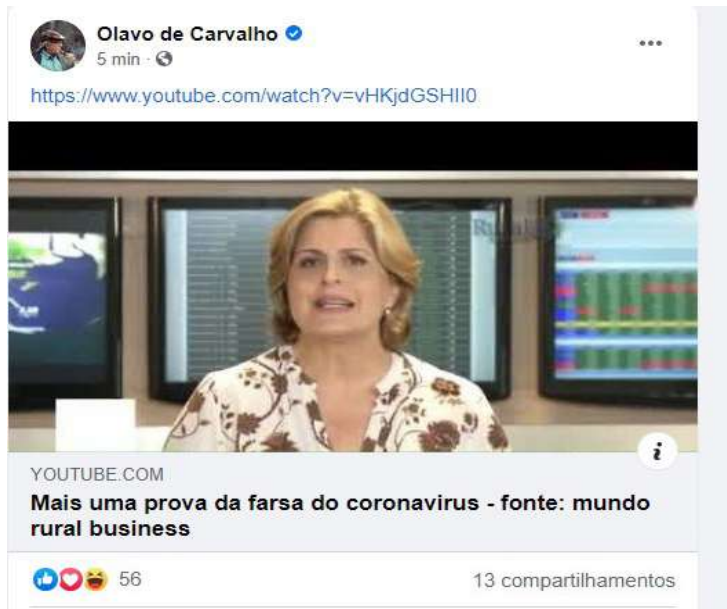 Olavo de Carvalho
5 min
https://www.youtube.com/watch?v=vHKjdGSHII0
YOUTUBE.COM
Mais uma prova da farsa do coronavirus - fonte: mundo
rural business
56
13 compartilhamentos